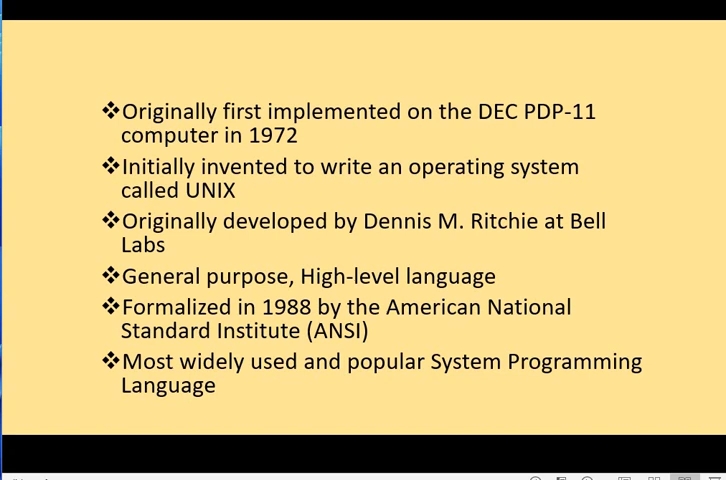 ❖Originally first implemented on the DEC PDP-11
computer in 1972
❖Initially invented to write an operating system
called UNIX
❖Originally developed by Dennis M. Ritchie at Bell
Labs
❖General purpose, High-level language
❖Formalized in 1988 by the American National
Standard Institute (ANSI)
❖Most widely used and popular System Programming
Language